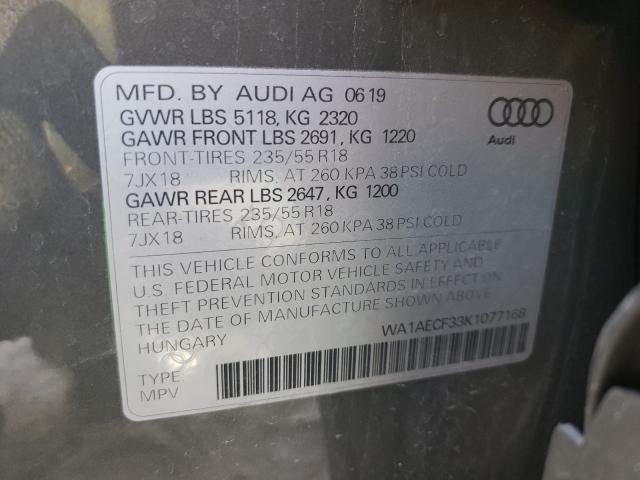 MFD. BY AUDI AG 0619
GVWR LBS 5118, KG 2320
GAWR FRONT LBS 2691, KG 1220
FRONT-TIRES 235/55 R18
7JX18 RIMS, AT 260 KPA 38 PSI COLD
GAWR REAR LBS 2647, KG 1200
REAR-TIRES 235/55 R18
7JX18 RIMS, AT 260 KPA 38 PSI COLD
THIS VEHICLE CONFORMS TO ALL APPLICABLE
U.S. FEDERAL MOTOR VEHICLE SAFETY AND
THEFT PREVENTION STANDARDS IN EFFECT ON
THE DATE OF MANUFACTURE SHOWN ABOVE.
HUNGARY WA1AECF33K1077168
TYPE:
MPV
Audi